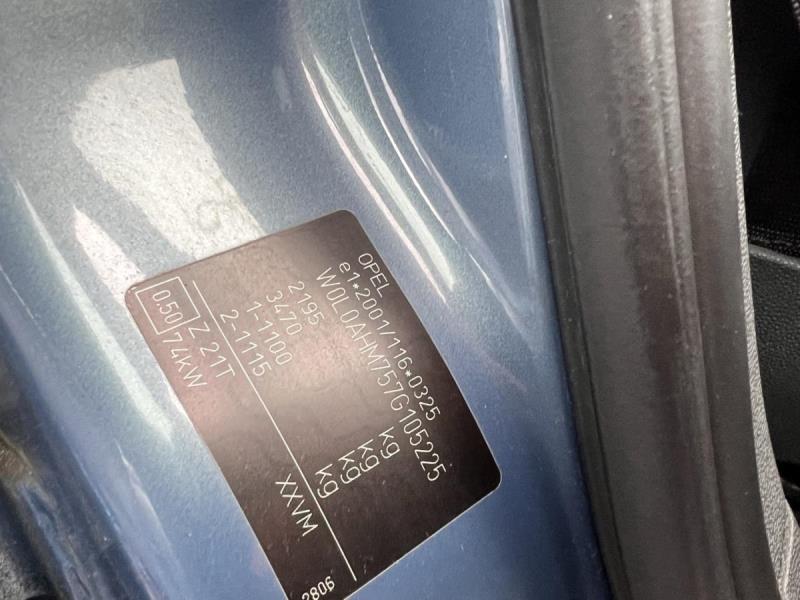 OPEL
e1*2001/116*0325
W0L0AHM757G105225
2195 kg
3470 kg
1-1100 kg
2-1115 kg
Z 21T XXVM
0.50 74KW
2806